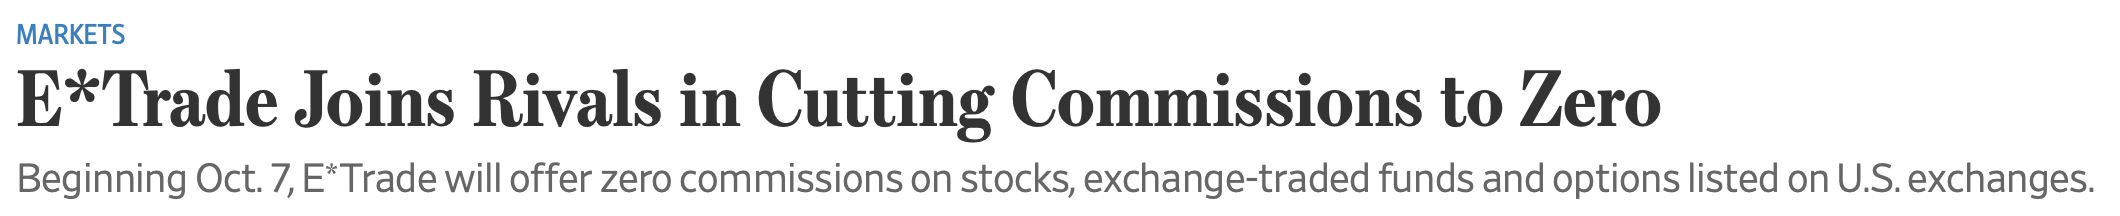 MARKETS
E*Trade Joins Rivals in Cutting Commissions to Zero
Beginning Oct. 7, E*Trade will offer zero commissions on stocks, exchange-traded funds and options listed on U.S. exchanges.